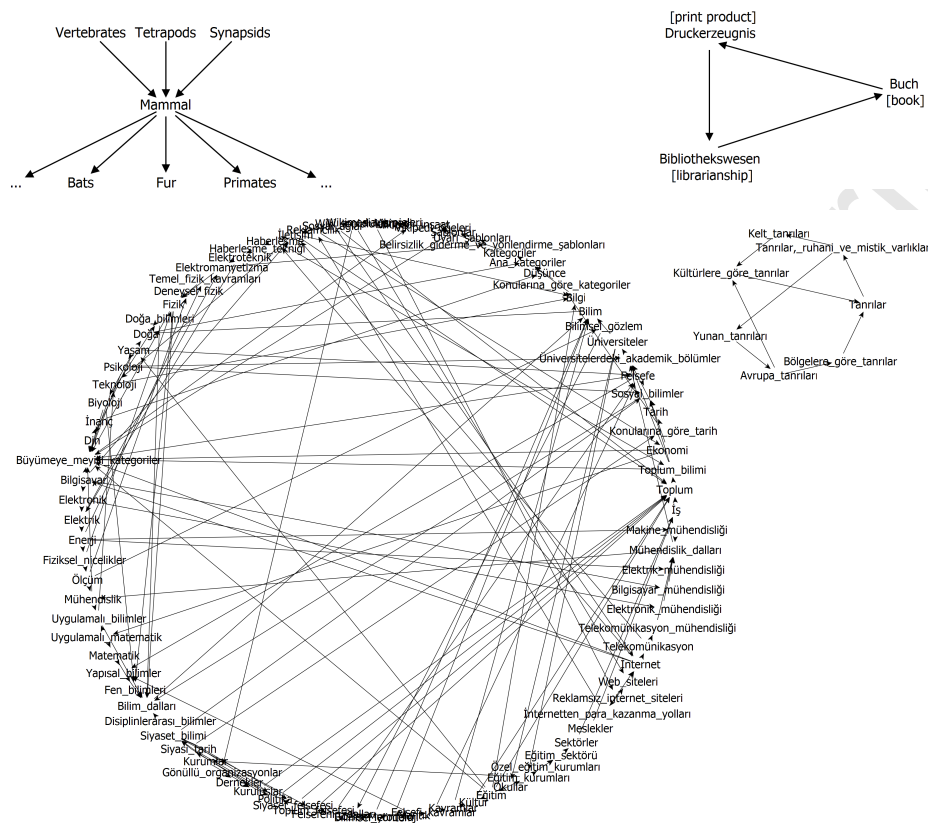 Vertebrates Tetrapods Synapsids
Mammal
... Bats Fur Primates ...
[print product]
Druckerzeugnis
Buch
[book]
Bibliothekswesen
[librarianship]
Kelt_tanrıları
Tanrılar,_ruhani_ve_mistik_varlıklar
Kültürlere_göre_tanrılar
Tanrılar
Yunan_tanrıları
Bölgelere_göre_tanrılar
Avrupa_tanrıları
Reklamcılık
İletişim
Haberleşme
Haberleşme_tekniği
Elektroteknik
Elektromanyetizma
Temel_fizik_kavramları
Deneysel_fizik
Fizik
Doğa_bilimleri
Doğa
Yaşam
Psikoloji
Teknoloji
Biyoloji
İnanç
Din
Büyümeye_meyilli_kategoriler
Bilgisayar
Elektronik
Elektrik
Enerji
Fiziksel_nicelikler
Ölçüm
Mühendislik
Uygulamalı_bilimler
Uygulamalı_matematik
Matematik
Yapısal_bilimler
Fen_bilimleri
Bilim_dalları
Disiplinlerarası_bilimler
Siyaset_bilimi
Siyasi_tarih
Kurumlar
Gönüllü_organizasyonlar
Dernekler
Kuruluşlar
Politika
Siyaset_felsefesi
Kavramlar
Kültür
Eğitim
Okullar
Eğitim_kurumları
Özel_eğitim_kurumları
Eğitim_sektörü
Sektörler
Meslekler
İnternetten_para_kazanma_yolları
Reklamsız_internet_siteleri
Web_siteleri
İnternet
Telekomünikasyon
Telekomünikasyon_mühendisliği
Elektronik_mühendisliği
Bilgisayar_mühendisliği
Elektrik_mühendisliği
Mühendislik_dalları
Makine_mühendisliği
İş
Toplum
Toplum_bilimi
Ekonomi
Konularına_göre_tarih
Tarih
Sosyal_bilimler
Felsefe
Üniversitelerdeki_akademik_bölümler
Üniversiteler
Bilimsel_gözlem
Bilim
Bilgi
Konularına_göre_kategoriler
Düşünce
Ana_kategoriler
Kategoriler
Belirsizlik_giderme_ve_yönlendirme_şablonları